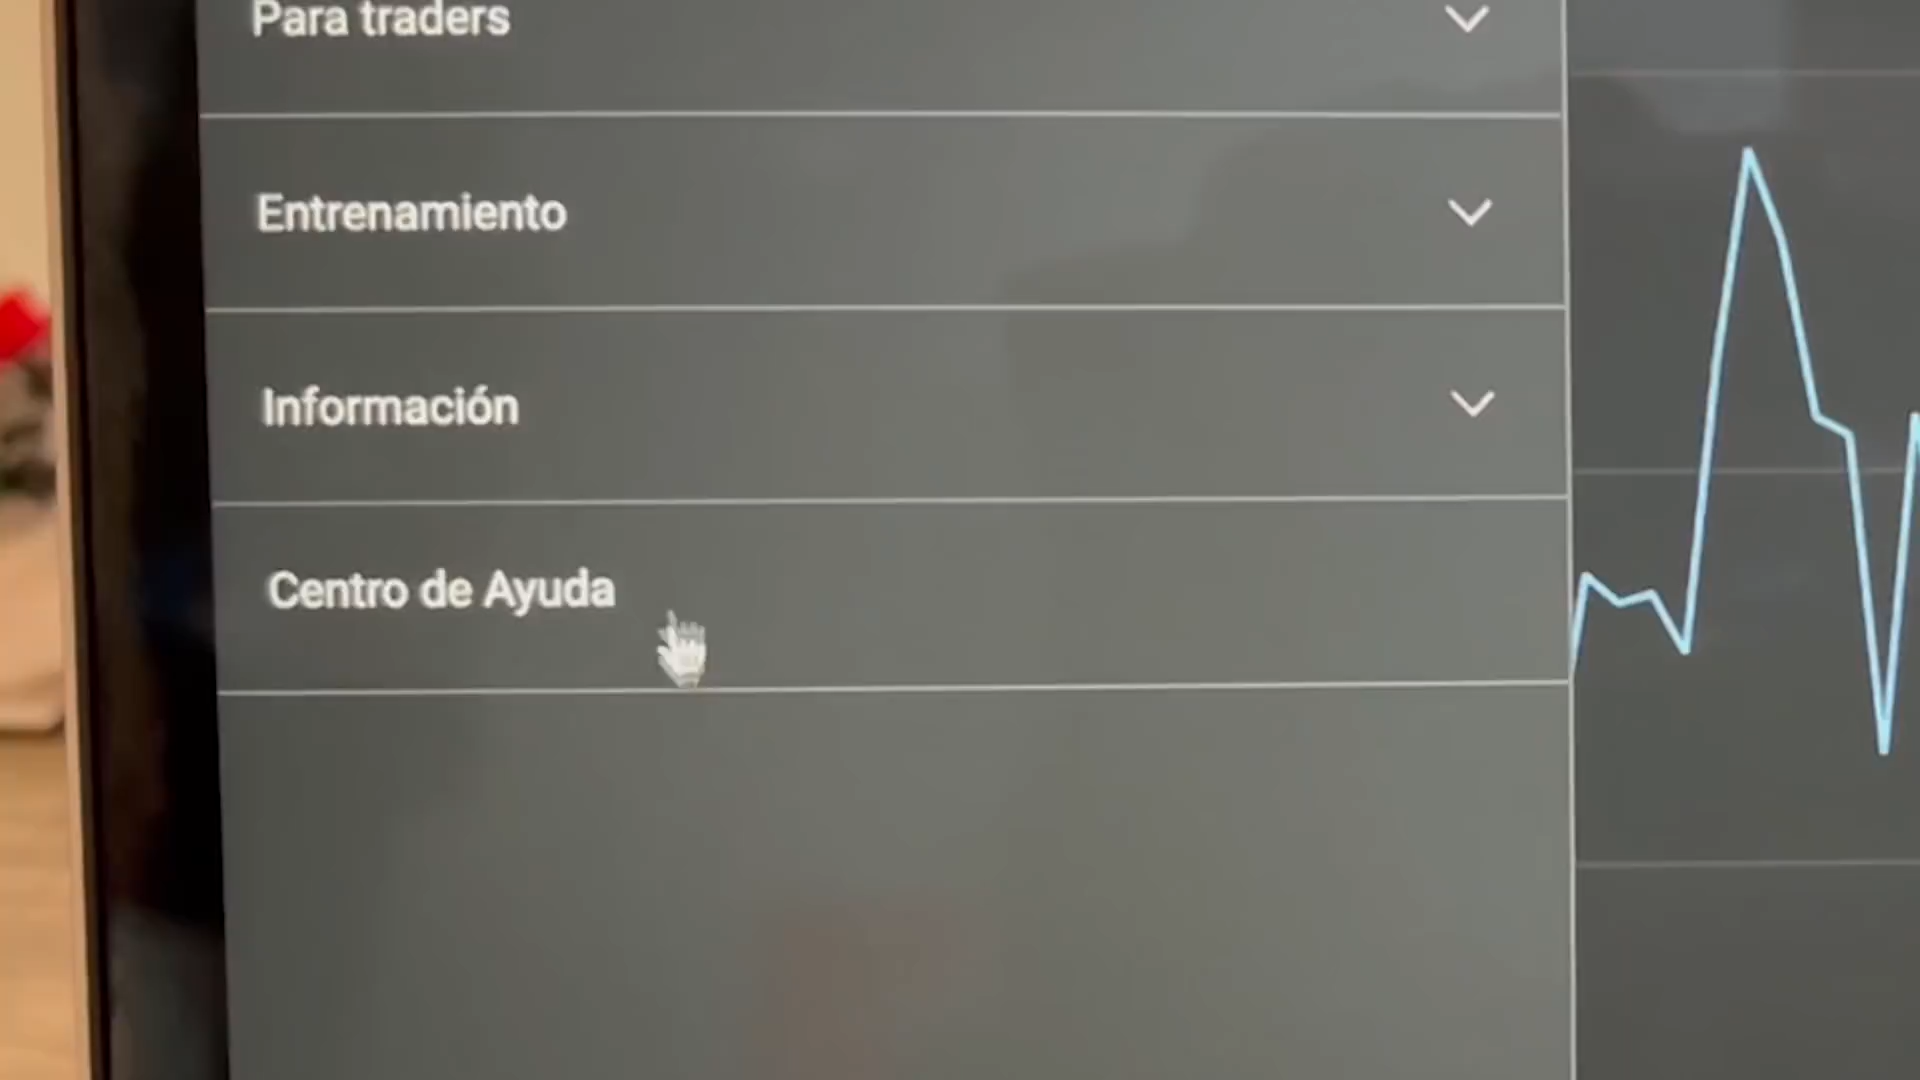 Para traders
Entrenamiento
Información
Centro de Ayuda